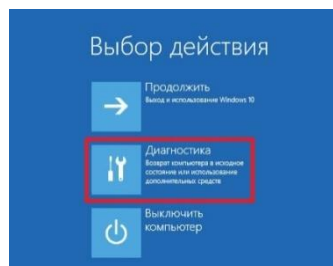 Выбор действия
Продолжить
Выход и использование Windows 10
Диагностика
Возврат компьютера в исходное
состояние или использование
дополнительных средств
Выключить
компьютер